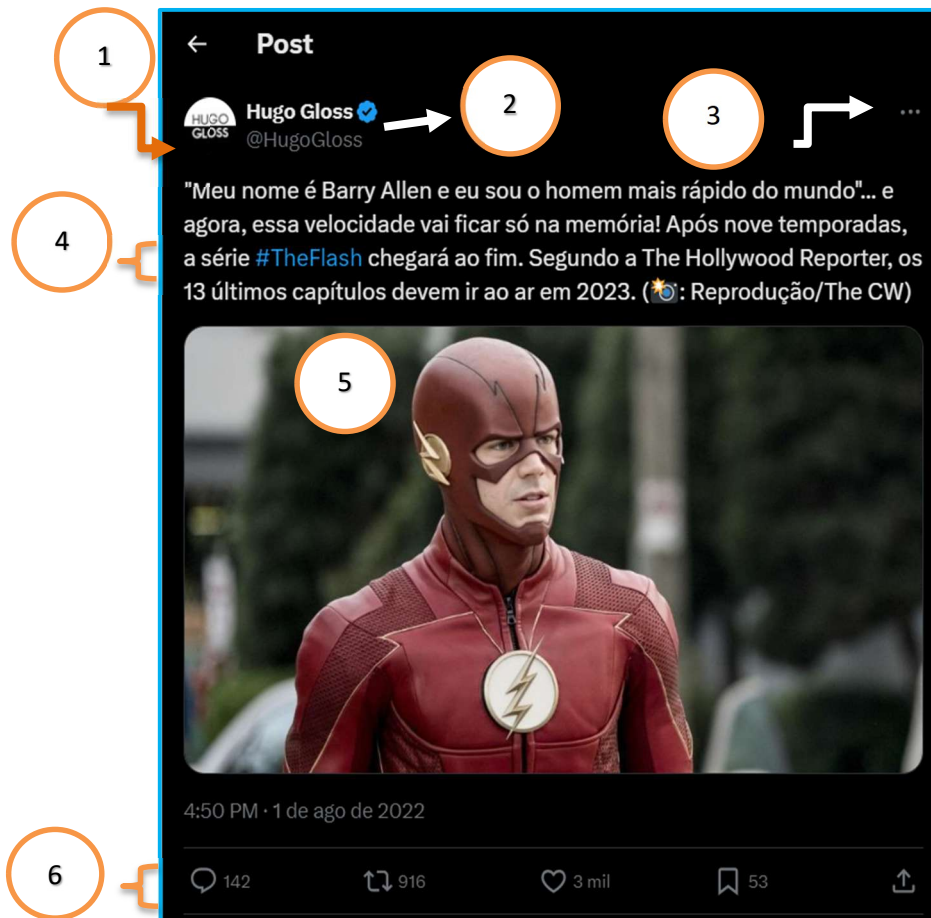 1
← Post
HUGO GLOSS
Hugo Gloss
2
3
...
@HugoGloss
"Meu nome é Barry Allen e eu sou o homem mais rápido do mundo"... e
4
agora, essa velocidade vai ficar só na memória! Após nove temporadas,
a série #TheFlash chegará ao fim. Segundo a The Hollywood Reporter, os
13 últimos capítulos devem ir ao ar em 2023. (📸: Reprodução/The CW)
5
4:50 PM · 1 de ago de 2022
6
142 916 3 mil 53